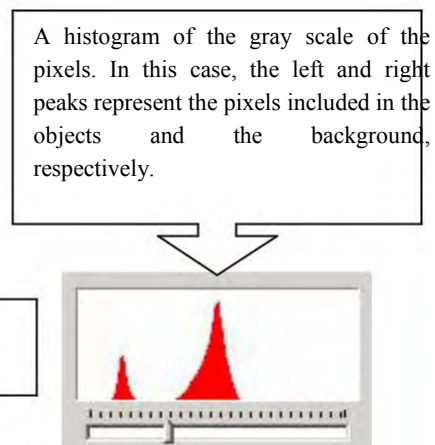 A histogram of the gray scale of the
pixels. In this case, the left and right
peaks represent the pixels included in the
objects and the background,
respectively.